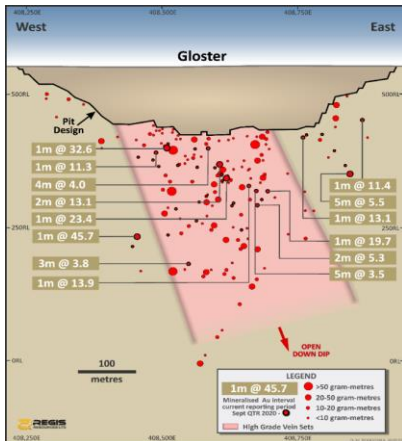 408,250E 408,500E 408,750E
West East
Gloster
500RL 500RL
Pit
Design
1m @ 32.6
1m @ 11.3
4m @ 4.0
2m @ 13.1
1m @ 23.4
1m @ 45.7
3m @ 3.8
1m @ 13.9
1m @ 11.4
5m @ 5.5
1m @ 13.1
1m @ 19.7
2m @ 5.3
5m @ 3.5
250RL 250RL
OPEN
DOWN DIP
100
metres
0RL 0RL
LEGEND
1m @ 45.7
Mineralised Au Interval
current reporting period
Sept QTR 2020 -
>50 gram-metres
20-50 gram-metres
10-20 gram-metres
<10 gram-metres
High Grade Vein Sets
REGIS
408,250E 408,500E 408,750E